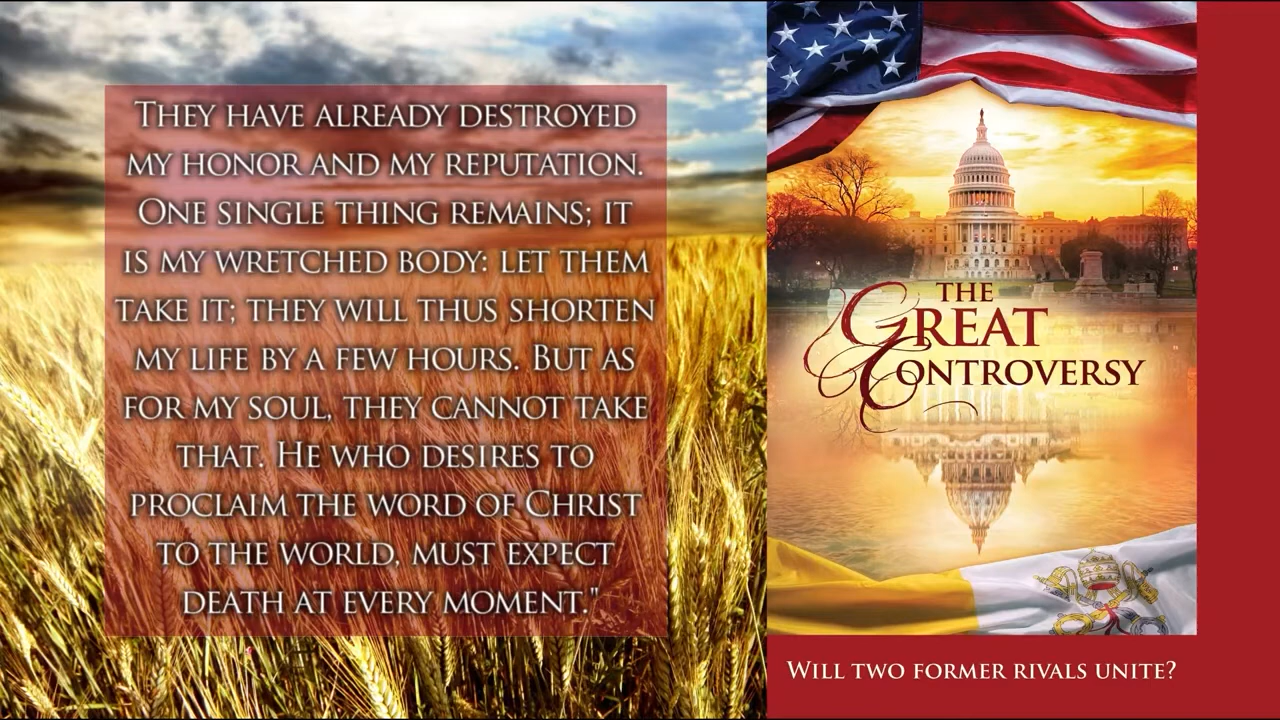 They have already destroyed
my honor and my reputation.
One single thing remains; it
is my wretched body: let them
take it; they will thus shorten
my life by a few hours. But as
for my soul, they cannot take
that. He who desires to
proclaim the word of Christ
to the world, must expect
death at every moment."
The
Great
Controversy
Will two former rivals unite?